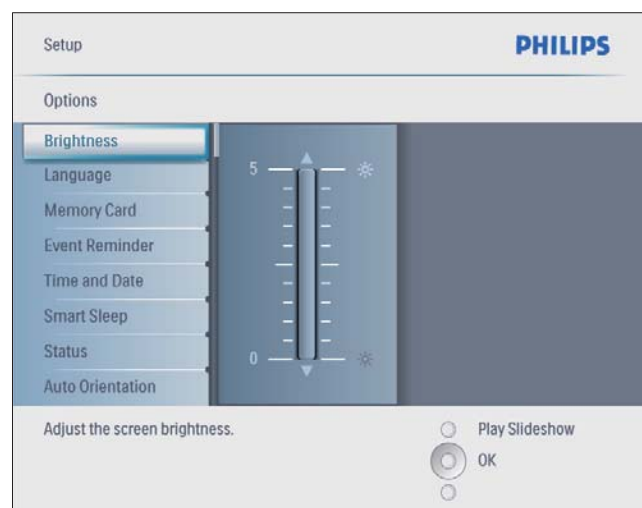 Setup
PHILIPS
Options
Brightness
Language
Memory Card
Event Reminder
Time and Date
Smart Sleep
Status
Auto Orientation
5
0
Adjust the screen brightness.
Play Slideshow
OK